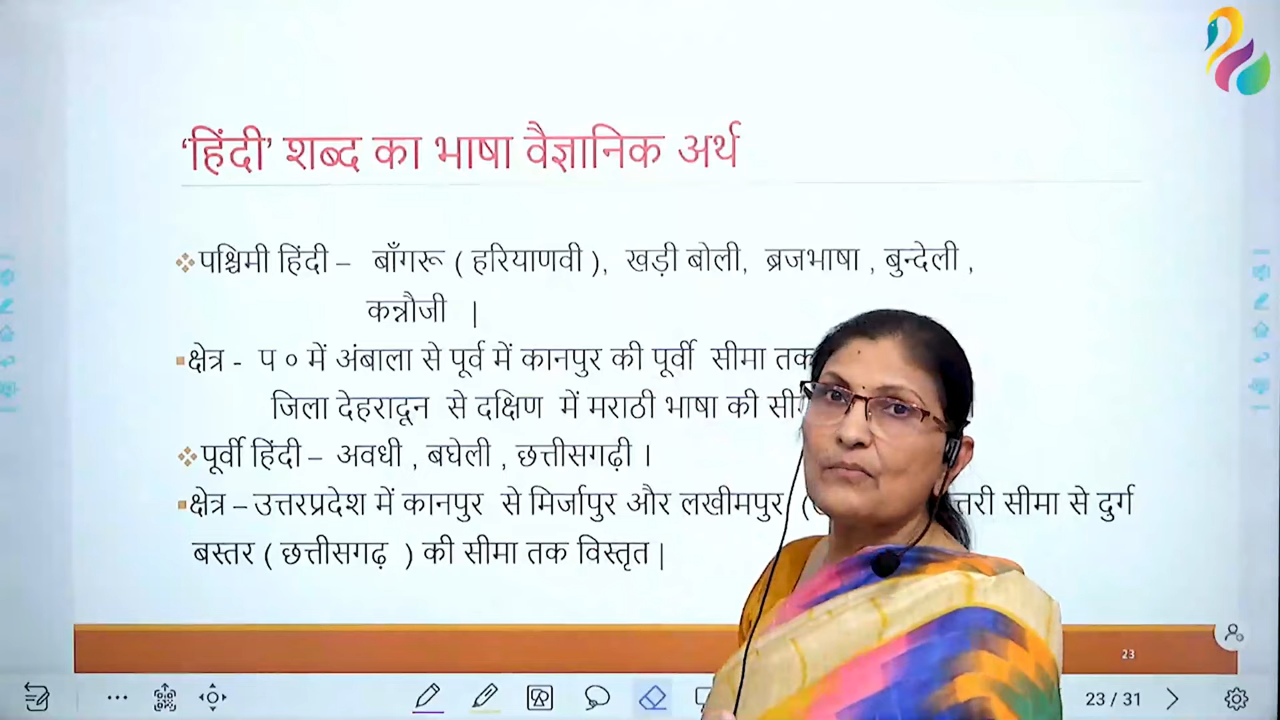 ‘हिंदी’ शब्द का भाषा वैज्ञानिक अर्थ
❖पश्चिमी हिंदी – बाँगरू ( हरियाणवी ), खड़ी बोली, ब्रजभाषा , बुन्देली ,
कन्नौजी |
▪क्षेत्र - प ० में अंबाला से पूर्व में कानपुर की पूर्वी सीमा तक
जिला देहरादून से दक्षिण में मराठी भाषा की
❖पूर्वी हिंदी – अवधी , बघेली , छत्तीसगढ़ी ।
▪क्षेत्र – उत्तरप्रदेश में कानपुर से मिर्जापुर और लखीमपुर ( सीमा से दुर्ग
बस्तर ( छत्तीसगढ़ ) की सीमा तक विस्तृत |
23
23 / 31